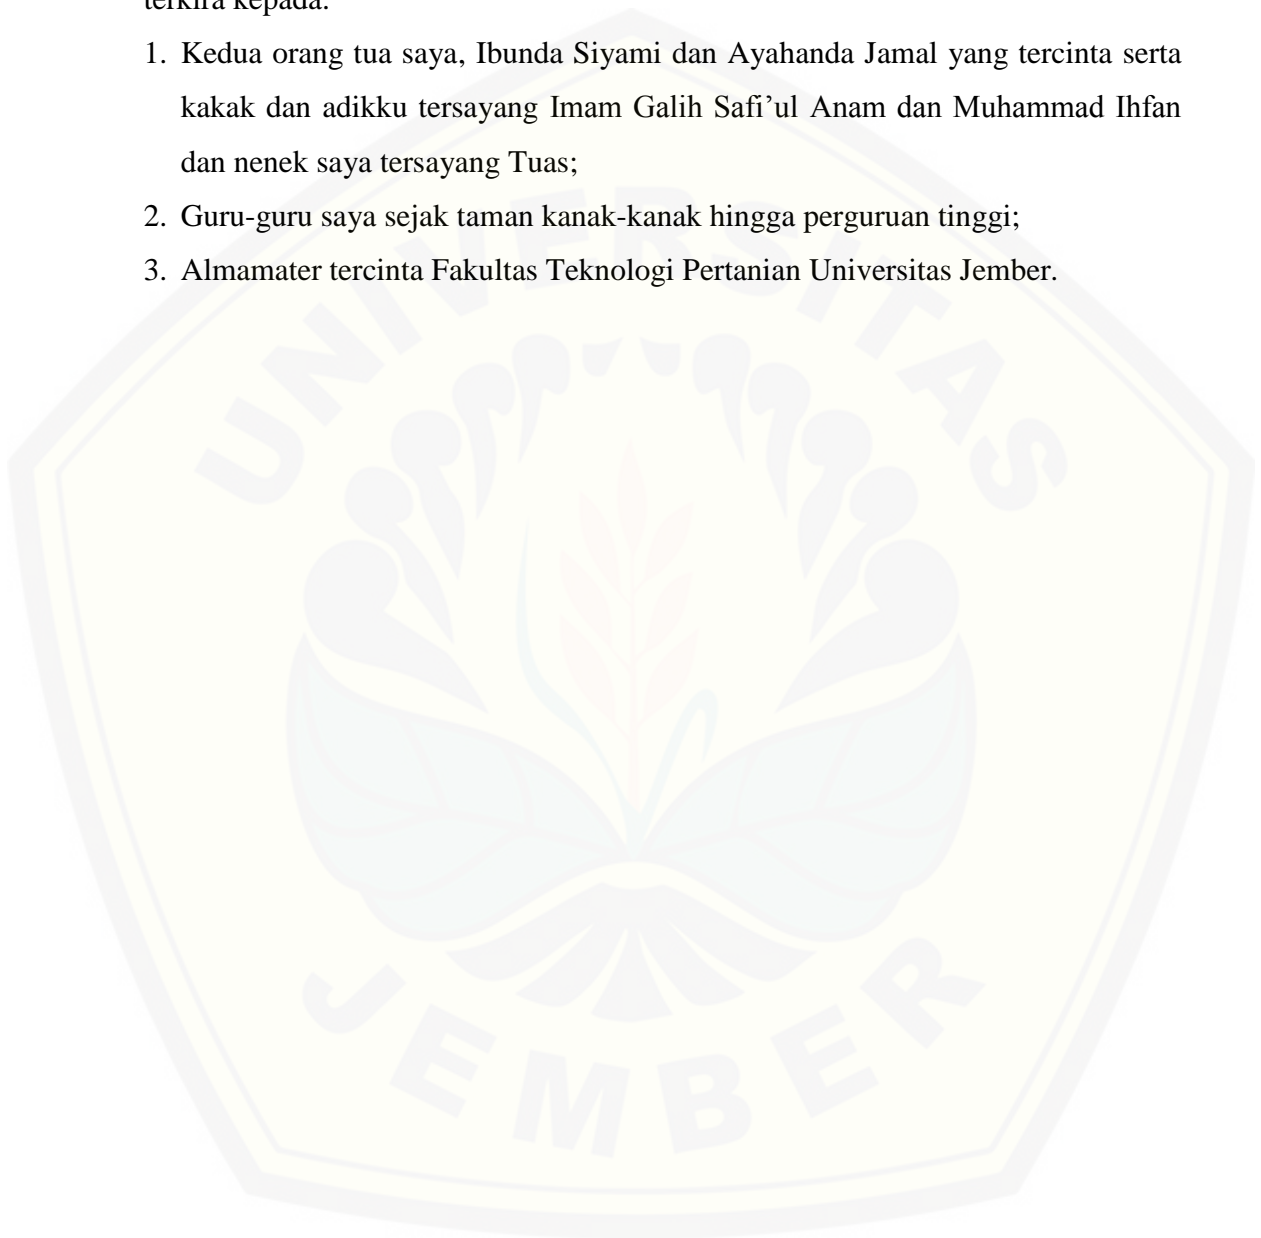 terkira kepada:
1. Kedua orang tua saya, Ibunda Siyami dan Ayahanda Jamal yang tercinta serta
kakak dan adikku tersayang Imam Galih Safi’ul Anam dan Muhammad Ihfan
dan nenek saya tersayang Tuas;
2. Guru-guru saya sejak taman kanak-kanak hingga perguruan tinggi;
3. Almamater tercinta Fakultas Teknologi Pertanian Universitas Jember.
UNIVERSITAS
JEMBER